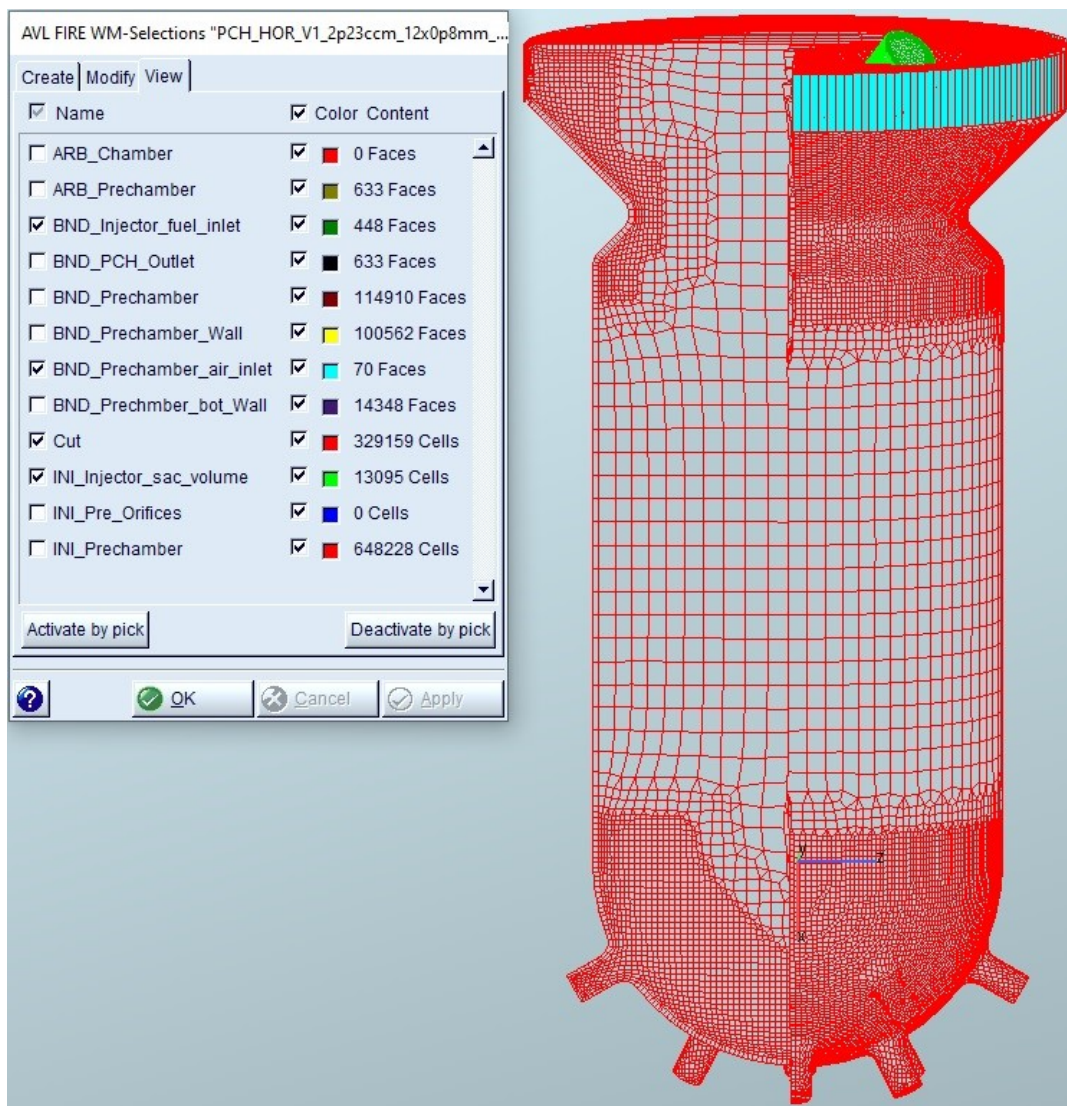 AVL FIRE WM-Selections "PCH_HOR_V1_2p23ccm_12x0p8mm_...
Create Modify View
Name Color Content
ARB_Chamber 0 Faces
ARB_Prechamber 633 Faces
BND_Injector_fuel_inlet 448 Faces
BND_PCH_Outlet 633 Faces
BND_Prechamber 114910 Faces
BND_Prechamber_Wall 100562 Faces
BND_Prechamber_air_inlet 70 Faces
BND_Prechmber_bot_Wall 14348 Faces
Cut 329159 Cells
INI_Injector_sac_volume 13095 Cells
INI_Pre_Orifices 0 Cells
INI_Prechamber 648228 Cells
Activate by pick Deactivate by pick
? OK Cancel Apply
y z
x